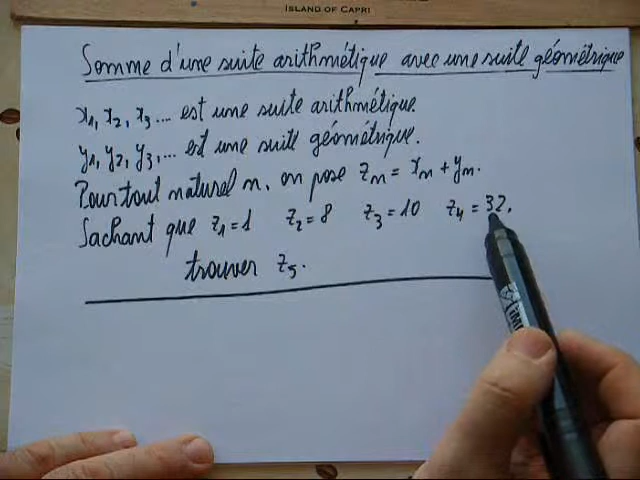 ISLAND OF CAPRI
Somme d'une suite arithmétique avec une suite géométrique
x1, x2, x3... est une suite arithmétique.
y1, y2, y3,... est une suite géométrique.
Pour tout naturel n, on pose zn = xn + yn.
Sachant que z1 = 1 z2 = 8 z3 = 10 z4 = 32,
trouver z5.